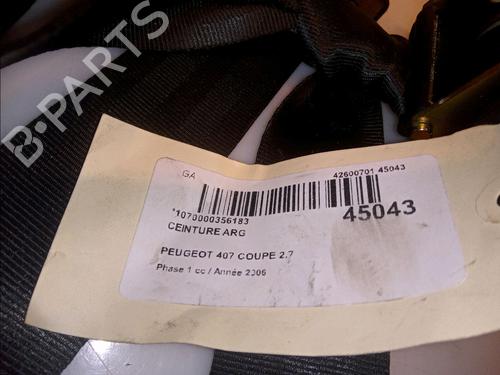 B-PARTS
GA
42600701 45043
*1070000356183
45043
CEINTURE ARG
PEUGEOT 407 COUPE 2.7
Phase 1 cc / Année 2006